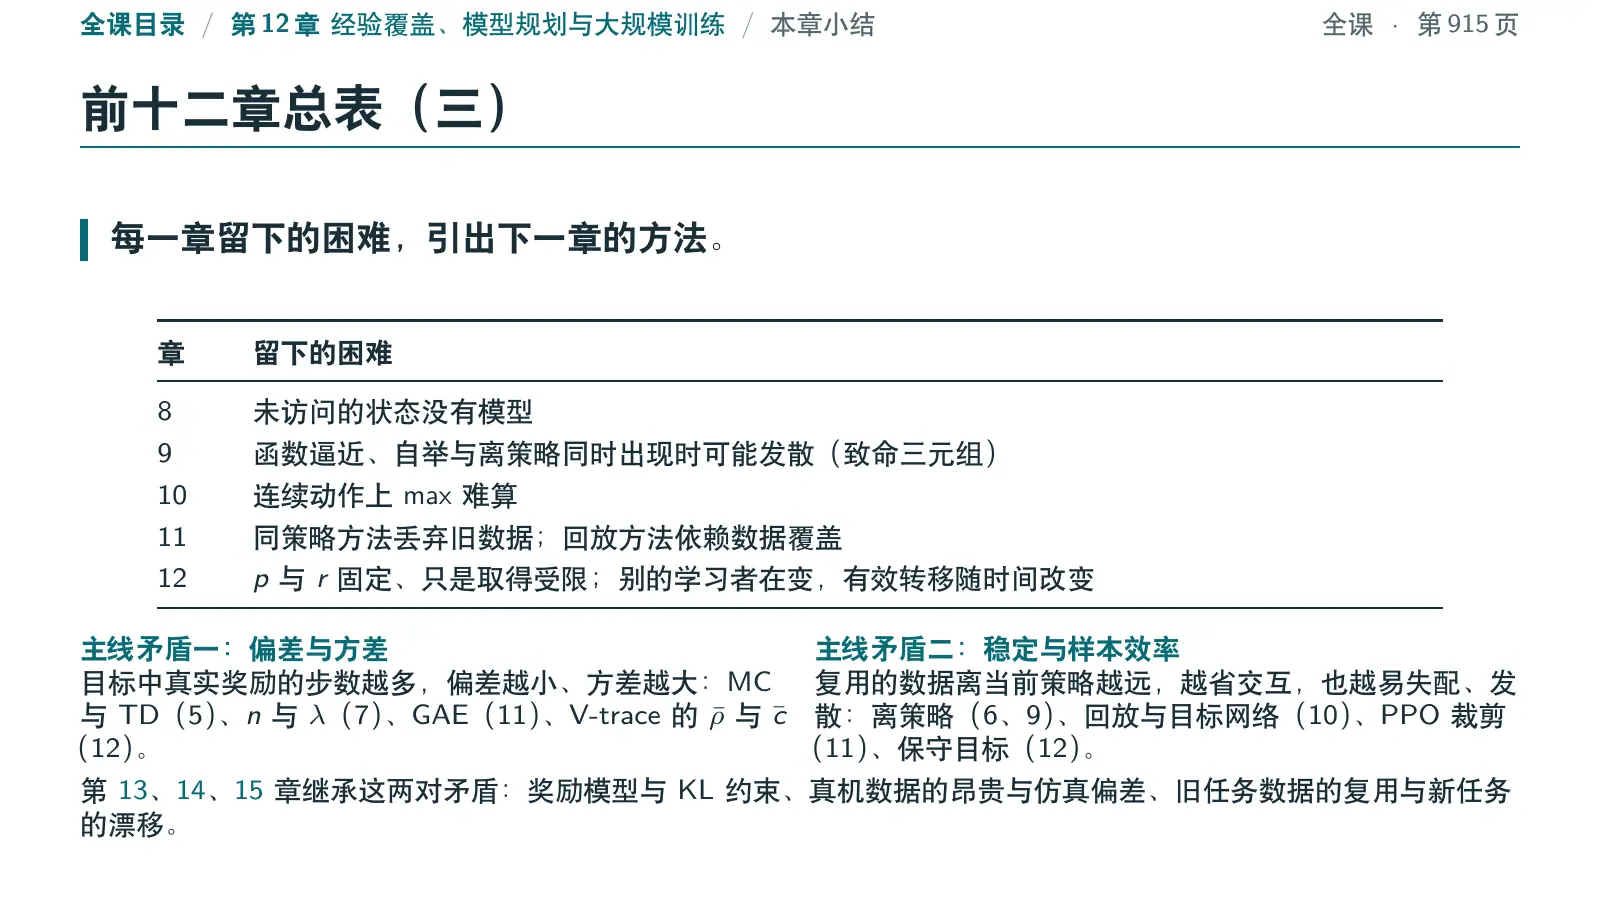 全课目录 / 第 12 章 经验覆盖、模型规划与大规模训练 / 本章小结 全课 · 第 915 页
前十二章总表（三）
每一章留下的困难，引出下一章的方法。
章 留下的困难
8 未访问的状态没有模型
9 函数逼近、自举与离策略同时出现时可能发散（致命三元组）
10 连续动作上 max 难算
11 同策略方法丢弃旧数据；回放方法依赖数据覆盖
12 p 与 r 固定、只是取得受限；别的学习者在变，有效转移随时间改变
主线矛盾一：偏差与方差
目标中真实奖励的步数越多，偏差越小、方差越大：MC
与 TD（5）、n 与 λ（7）、GAE（11）、V-trace 的 ρ̄ 与 c̄
（12）。
主线矛盾二：稳定与样本效率
复用的数据离当前策略越远，越省交互，也越易失配、发
散：离策略（6、9）、回放与目标网络（10）、PPO 裁剪
（11）、保守目标（12）。
第 13、14、15 章继承这两对矛盾：奖励模型与 KL 约束、真机数据的昂贵与仿真偏差、旧任务数据的复用与新任务
的漂移。